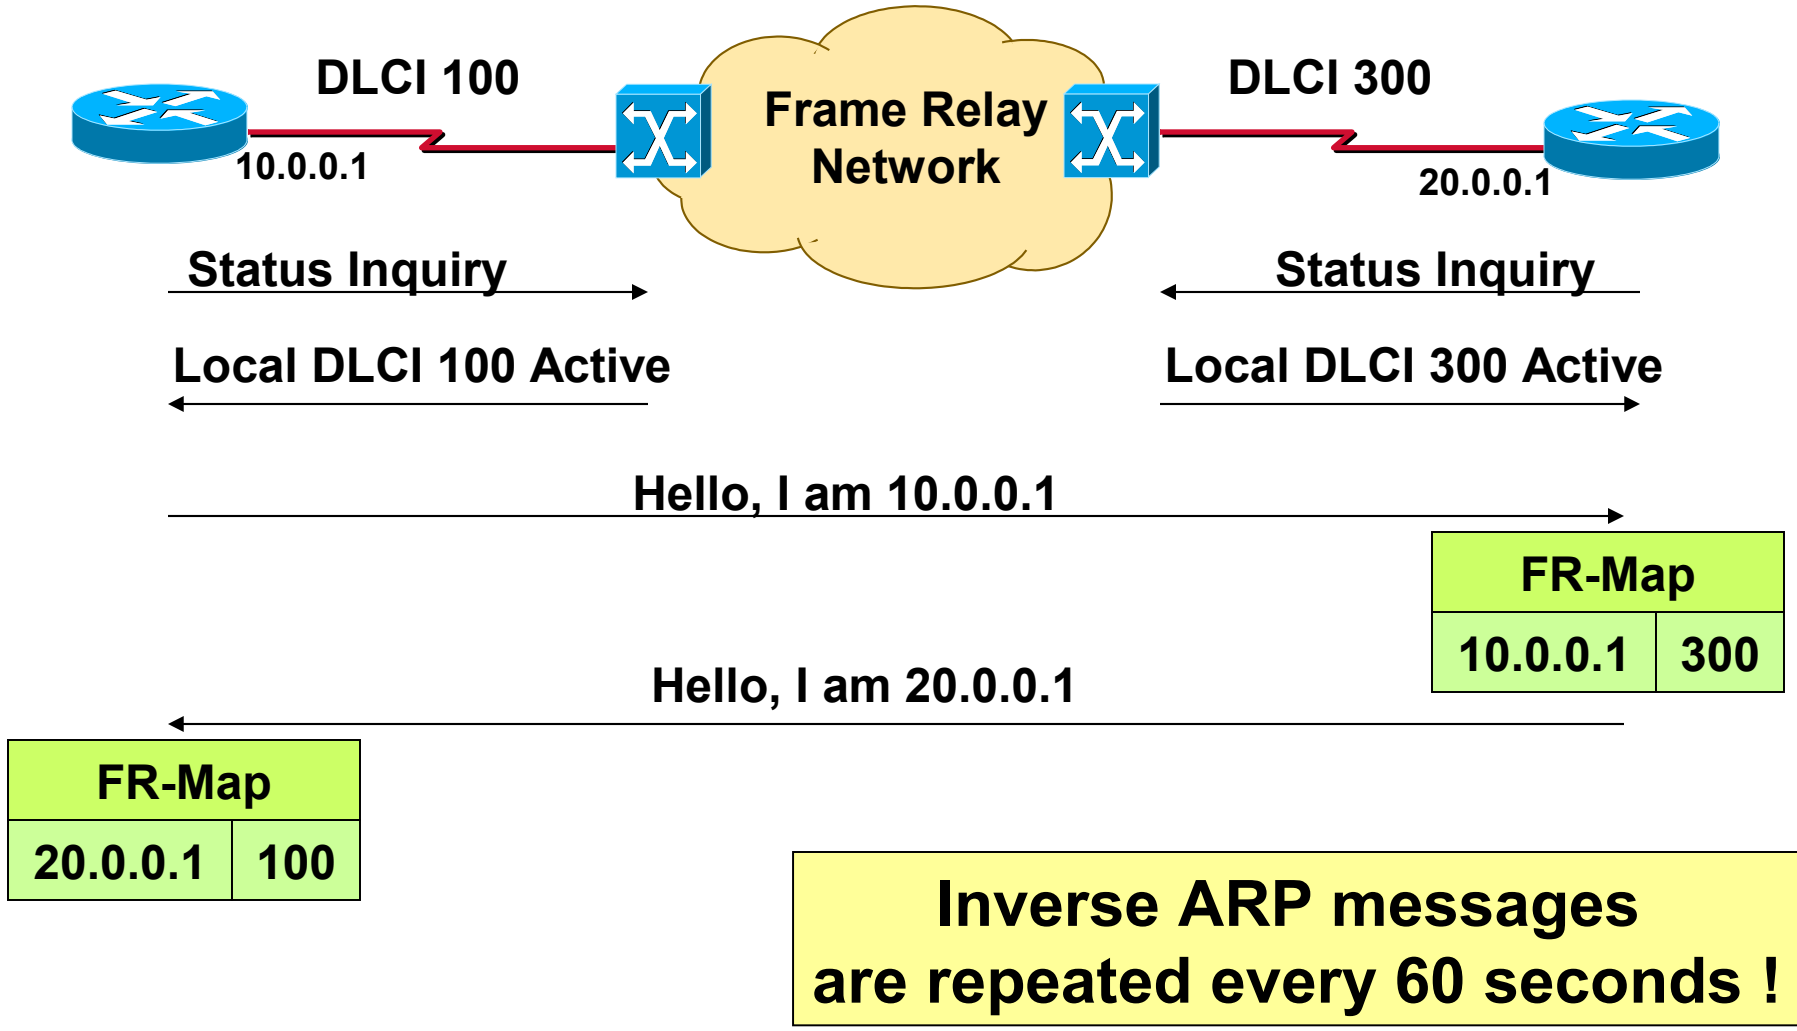 DLCI 100
Frame Relay
Network
DLCI 300
10.0.0.1
20.0.0.1
Status Inquiry
Status Inquiry
Local DLCI 100 Active
Local DLCI 300 Active
Hello, I am 10.0.0.1
FR-Map
10.0.0.1 300
Hello, I am 20.0.0.1
FR-Map
20.0.0.1 100
Inverse ARP messages
are repeated every 60 seconds !